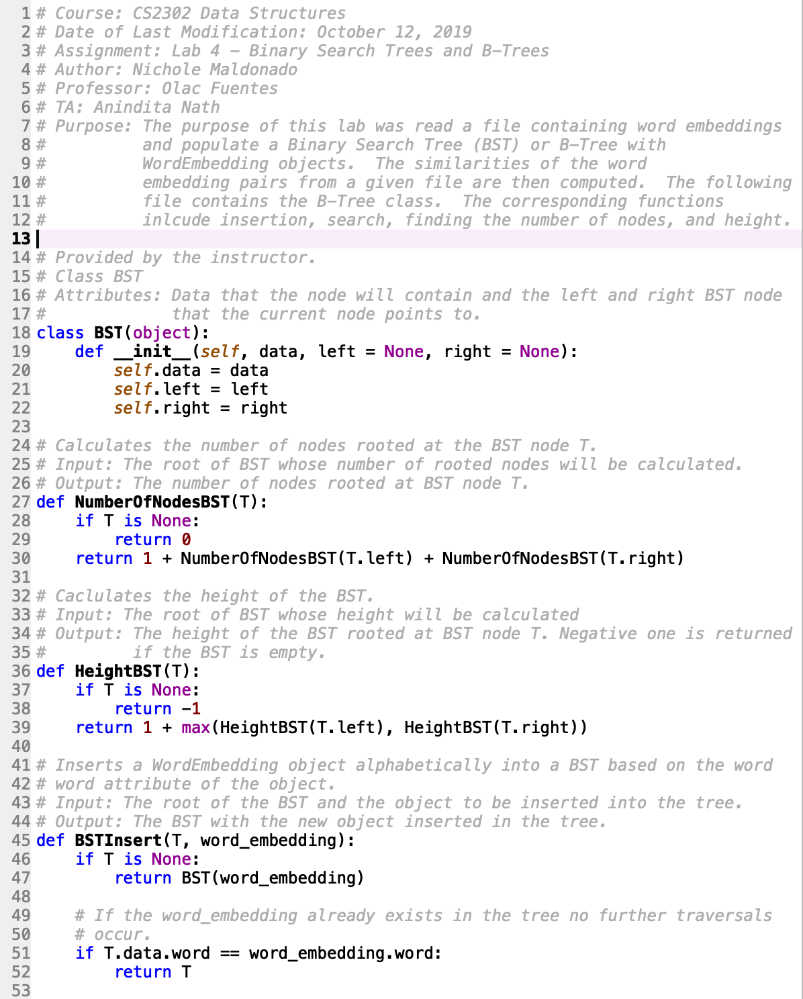 1 # Course: CS2302 Data Structures
2 # Date of Last Modification: October 12, 2019
3 # Assignment: Lab 4 – Binary Search Trees and B–Trees
4 # Author: Nichole Maldonado
5 # Professor: Olac Fuentes
6 # TA: Anindita Nath
7 # Purpose: The purpose of this lab was read a file containing word embeddings
8 #          and populate a Binary Search Tree (BST) or B–Tree with
9 #          WordEmbedding objects.  The similarities of the word
10 #          embedding pairs from a given file are then computed.  The following
11 #          file contains the B–Tree class.  The corresponding functions
12 #          inlcude insertion, search, finding the number of nodes, and height.
13
14 # Provided by the instructor.
15 # Class BST
16 # Attributes: Data that the node will contain and the left and right BST node
17 #             that the current node points to.
18 class BST(object):
19     def __init__(self, data, left = None, right = None):
20         self.data = data
21         self.left = left
22         self.right = right
23
24 # Calculates the number of nodes rooted at the BST node T.
25 # Input: The root of BST whose number of rooted nodes will be calculated.
26 # Output: The number of nodes rooted at BST node T.
27 def NumberOfNodesBST(T):
28     if T is None:
29         return 0
30     return 1 + NumberOfNodesBST(T.left) + NumberOfNodesBST(T.right)
31
32 # Caclulates the height of the BST.
33 # Input: The root of BST whose height will be calculated
34 # Output: The height of the BST rooted at BST node T. Negative one is returned
35 #         if the BST is empty.
36 def HeightBST(T):
37     if T is None:
38         return -1
39     return 1 + max(HeightBST(T.left), HeightBST(T.right))
40
41 # Inserts a WordEmbedding object alphabetically into a BST based on the word
42 # word attribute of the object.
43 # Input: The root of the BST and the object to be inserted into the tree.
44 # Output: The BST with the new object inserted in the tree.
45 def BSTInsert(T, word_embedding):
46     if T is None:
47         return BST(word_embedding)
48
49     # If the word_embedding already exists in the tree no further traversals
50     # occur.
51     if T.data.word == word_embedding.word:
52         return T
53